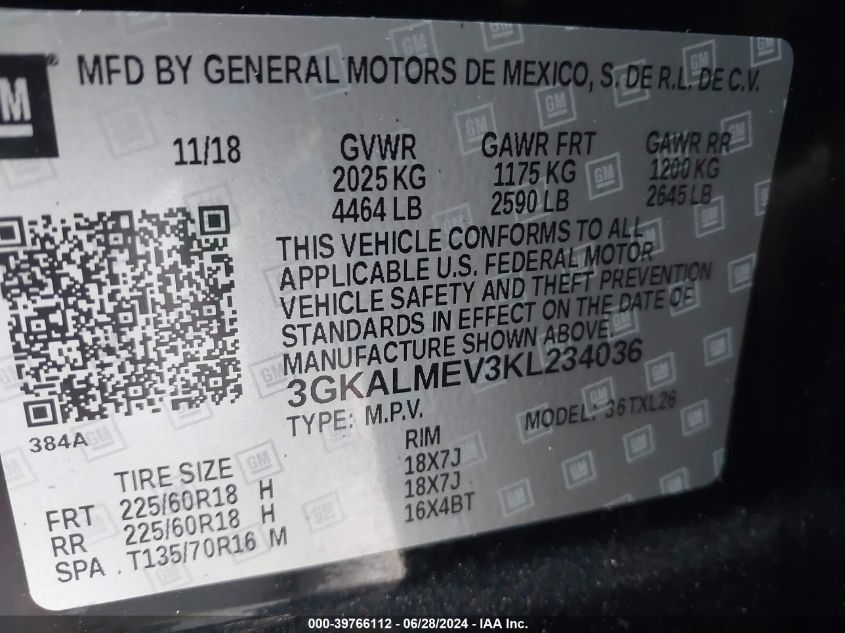 GM
MFD BY GENERAL MOTORS DE MEXICO, S. DE R.L. DE C.V.
11/18 GVWR GAWR FRT GAWR RR
2025 KG 1175 KG 1200 KG
4464 LB 2590 LB 2645 LB
THIS VEHICLE CONFORMS TO ALL
APPLICABLE U.S. FEDERAL MOTOR
VEHICLE SAFETY AND THEFT PREVENTION
STANDARDS IN EFFECT ON THE DATE OF
MANUFACTURE SHOWN ABOVE.
3GKALMEV3KL234036
TYPE: M.P.V. MODEL: 36TXL26
384A
TIRE SIZE RIM
FRT 225/60R18 H 18X7J
RR 225/60R18 H 18X7J
SPA T135/70R16 M 16X4BT
000-39766112 - 06/28/2024 - IAA Inc.